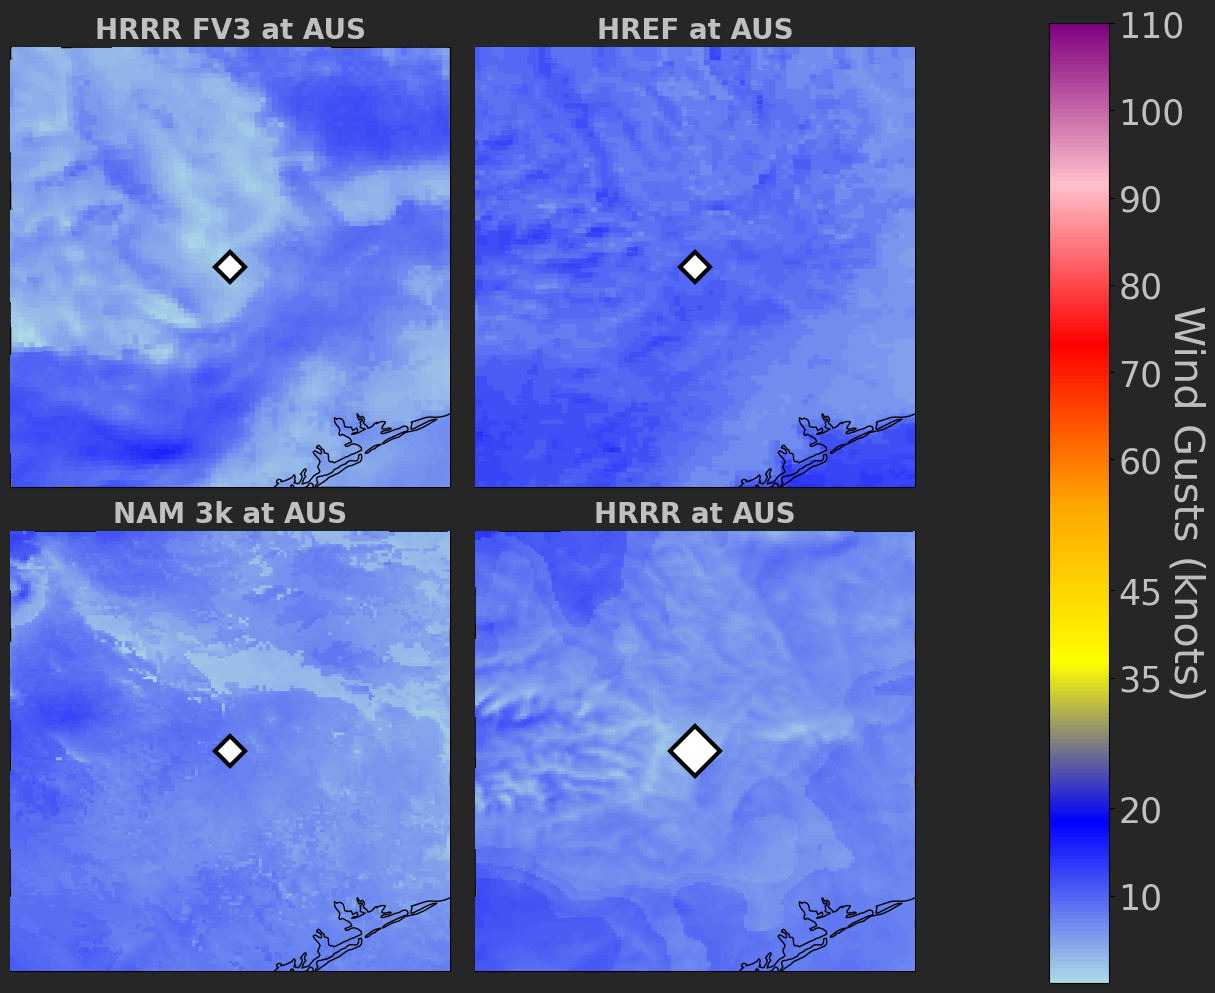 HRRR FV3 at AUS
HREF at AUS
NAM 3k at AUS
HRRR at AUS
110
100
90
80
70
60
45
35
20
10
Wind Gusts (knots)